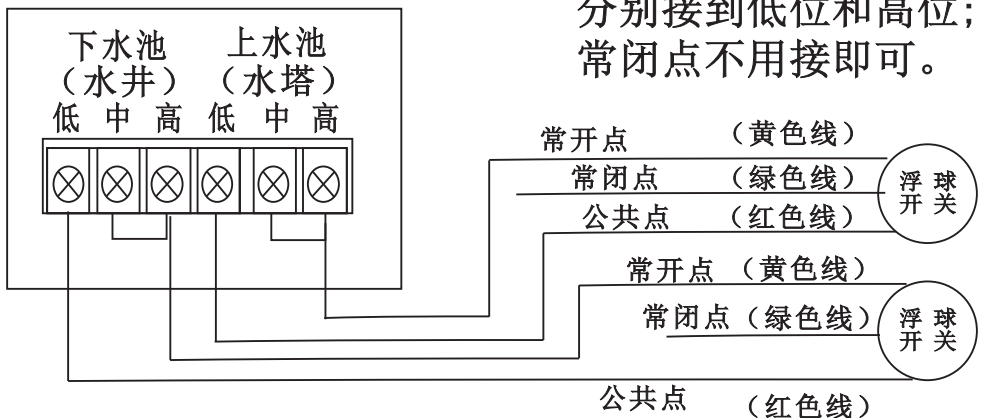 分别接到低位和高位;
常闭点不用接即可。
下水池 上水池
（水井） （水塔）
低 中 高 低 中 高
常开点 （黄色线）
常闭点 （绿色线）
公共点 （红色线）
浮 球
开 关
常开点 （黄色线）
常闭点（绿色线）
浮 球
开 关
公共点 （红色线）